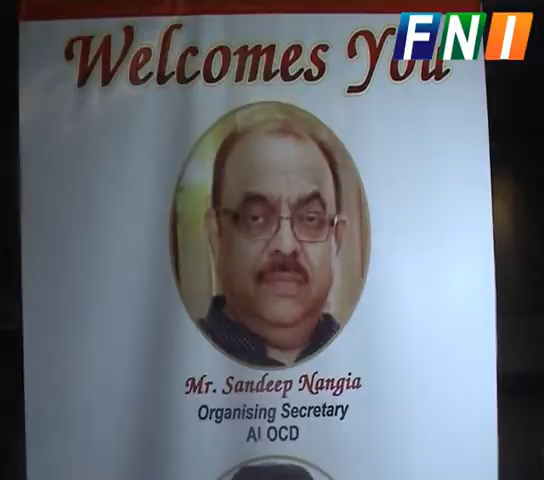 Welcomes You
FNI
Mr. Sandeep Nangia
Organising Secretary
AIOCD